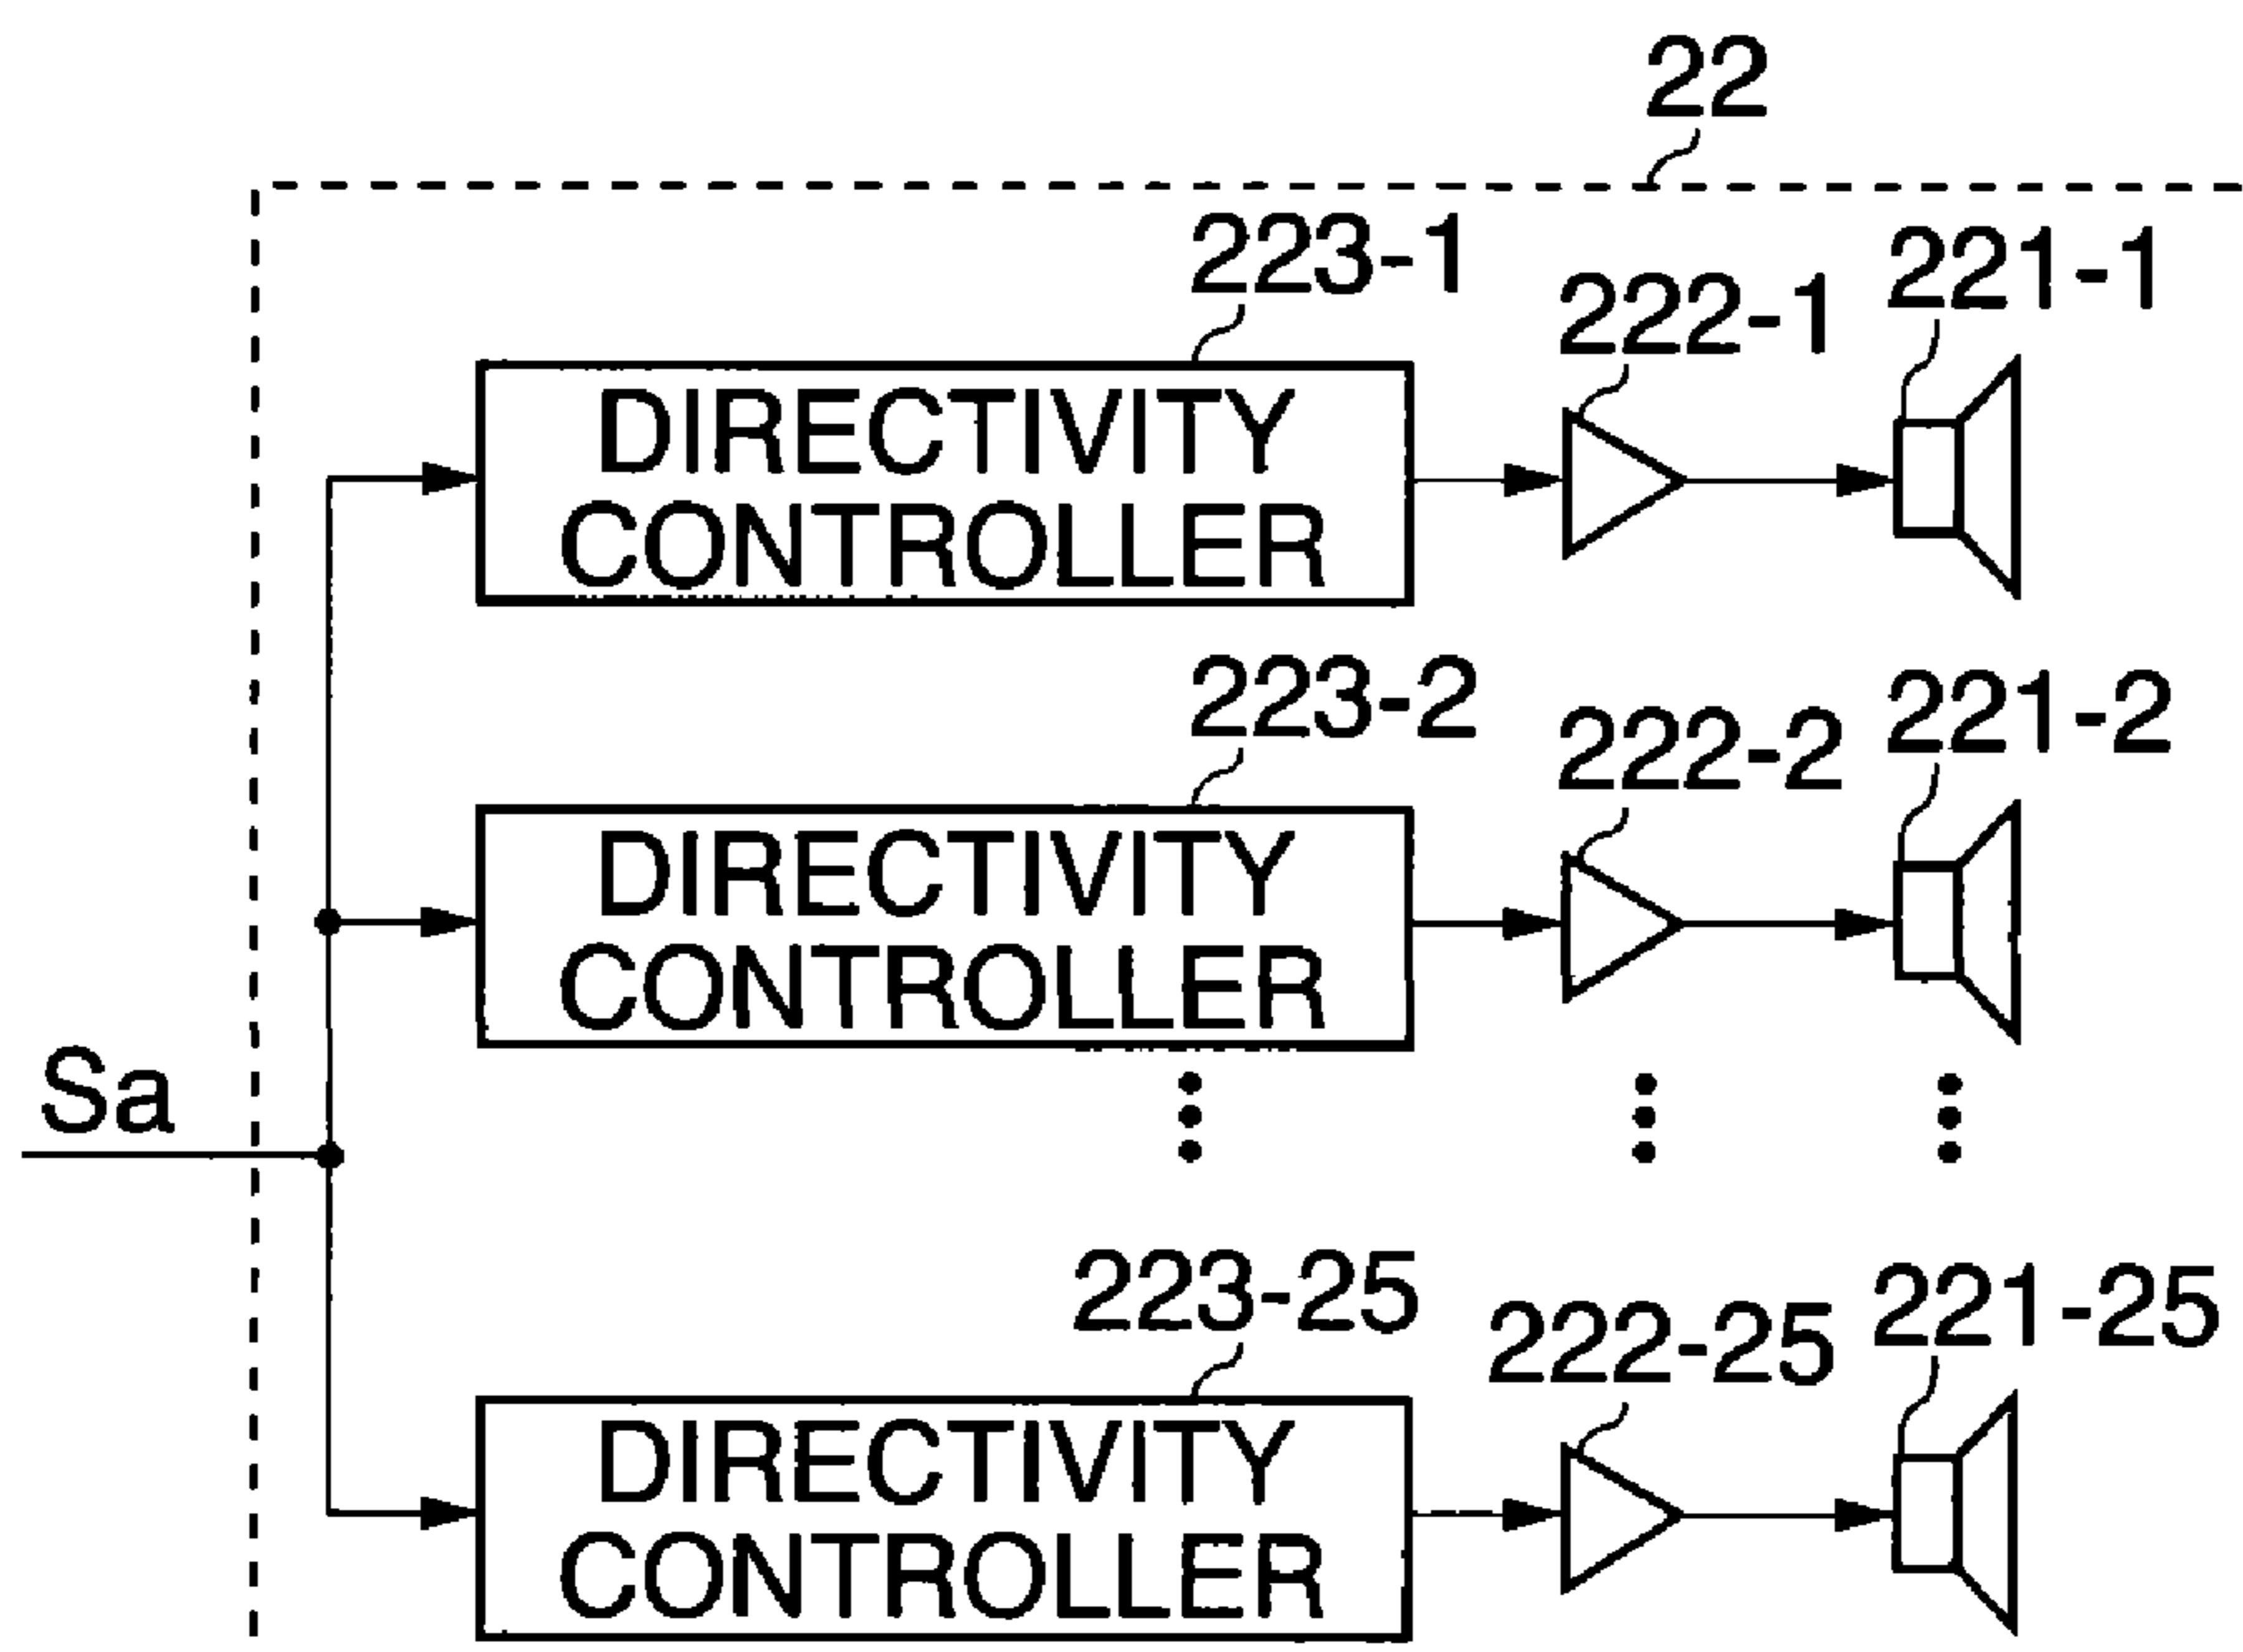 22
223-1
222-1
221-1
DIRECTIVITY
CONTROLLER
223-2
222-2
221-2
DIRECTIVITY
CONTROLLER
Sa
223-25
222-25
221-25
DIRECTIVITY
CONTROLLER